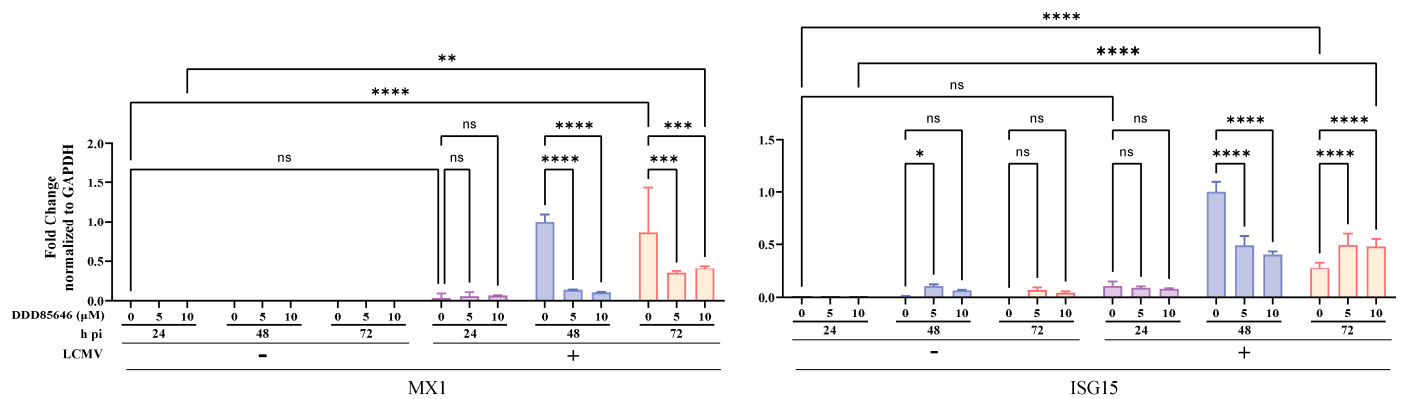 ****
**
****
****
ns
ns
****
ns
****
***
ns
ns
****
ns
****
****
ns
ns
****
***
*
ns
ns
****
****
Fold Change
normalized to GAPDH
2.0
1.5
1.0
0.5
0.0
1.5
1.0
0.5
0.0
DDD85646 (µM) 0 5 10 0 5 10 0 5 10 0 5 10 0 5 10 0 5 10
0 5 10 0 5 10 0 5 10 0 5 10 0 5 10 0 5 10
h pi 24 48 72 24 48 72
24 48 72 24 48 72
LCMV - +
- +
MX1
ISG15